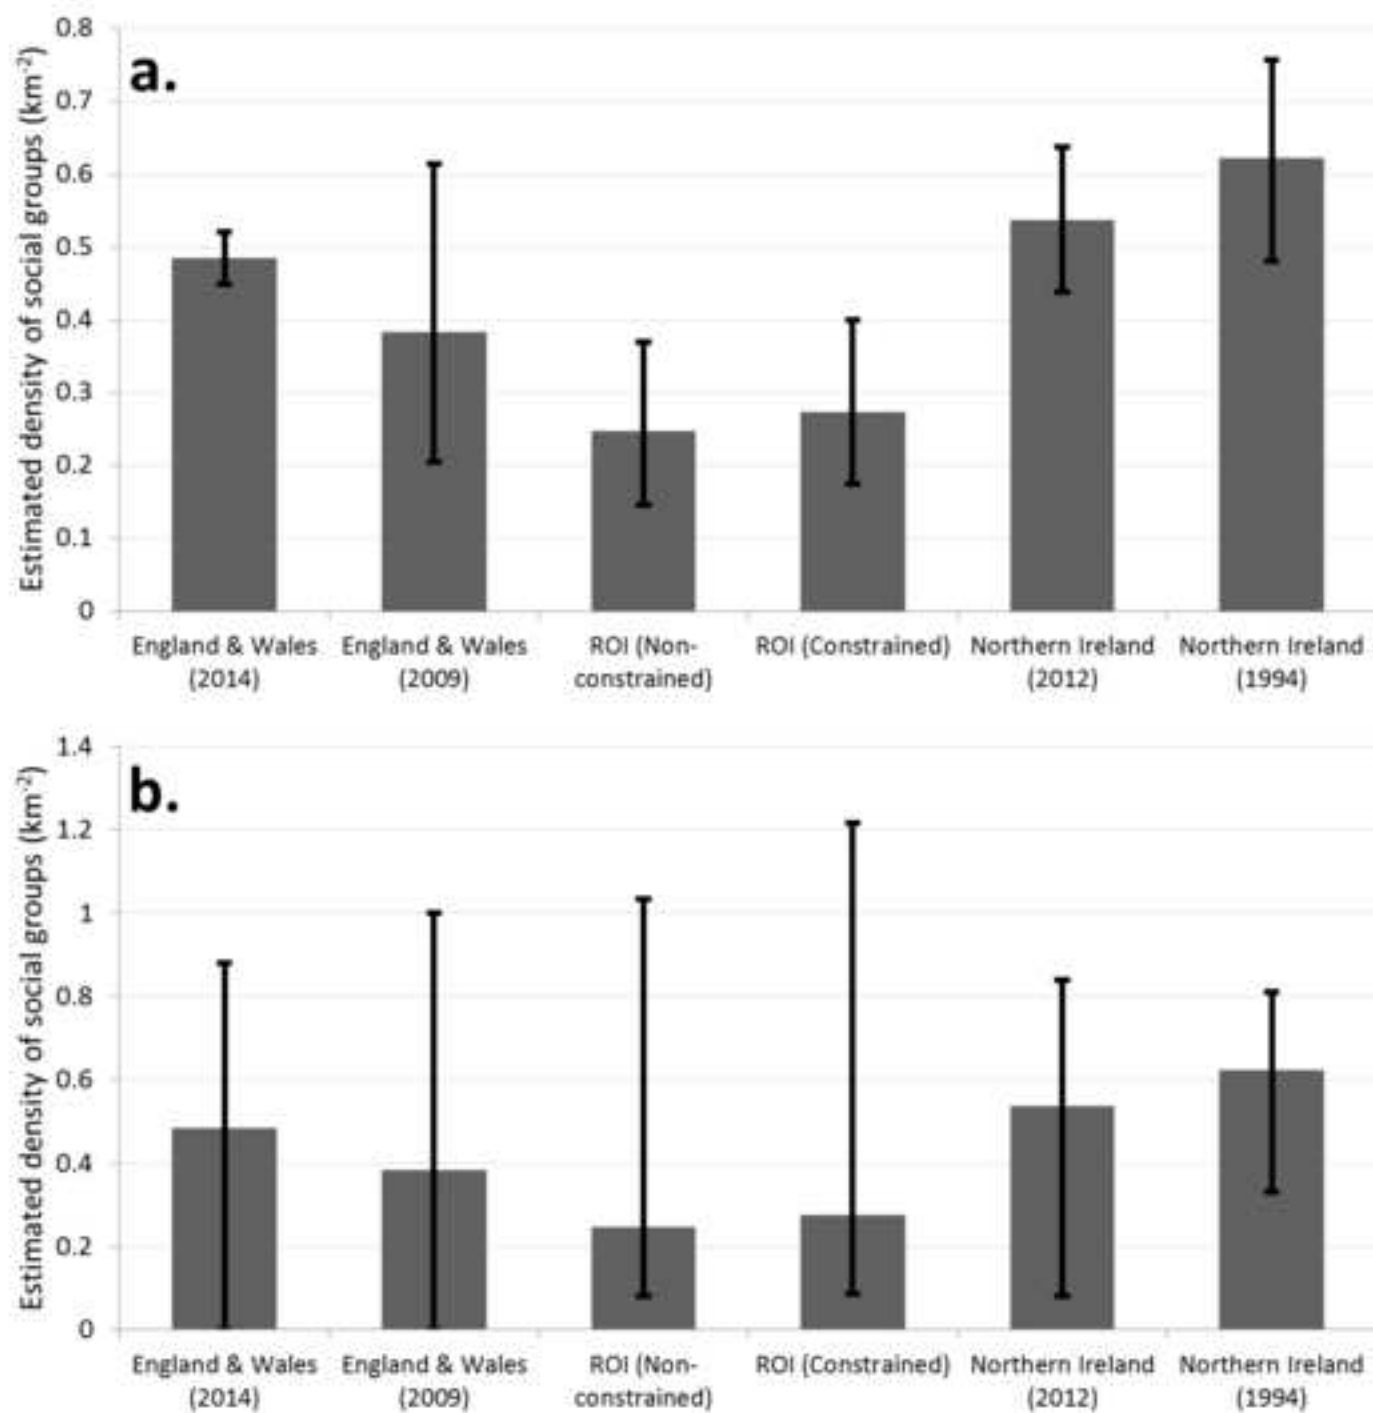 a.
Estimated density of social groups (km⁻²)
0.8
0.7
0.6
0.5
0.4
0.3
0.2
0.1
0
England & Wales
(2014)
England & Wales
(2009)
ROI (Non-
constrained)
ROI (Constrained)
Northern Ireland
(2012)
Northern Ireland
(1994)
b.
Estimated density of social groups (km⁻²)
1.4
1.2
1
0.8
0.6
0.4
0.2
0
England & Wales
(2014)
England & Wales
(2009)
ROI (Non-
constrained)
ROI (Constrained)
Northern Ireland
(2012)
Northern Ireland
(1994)